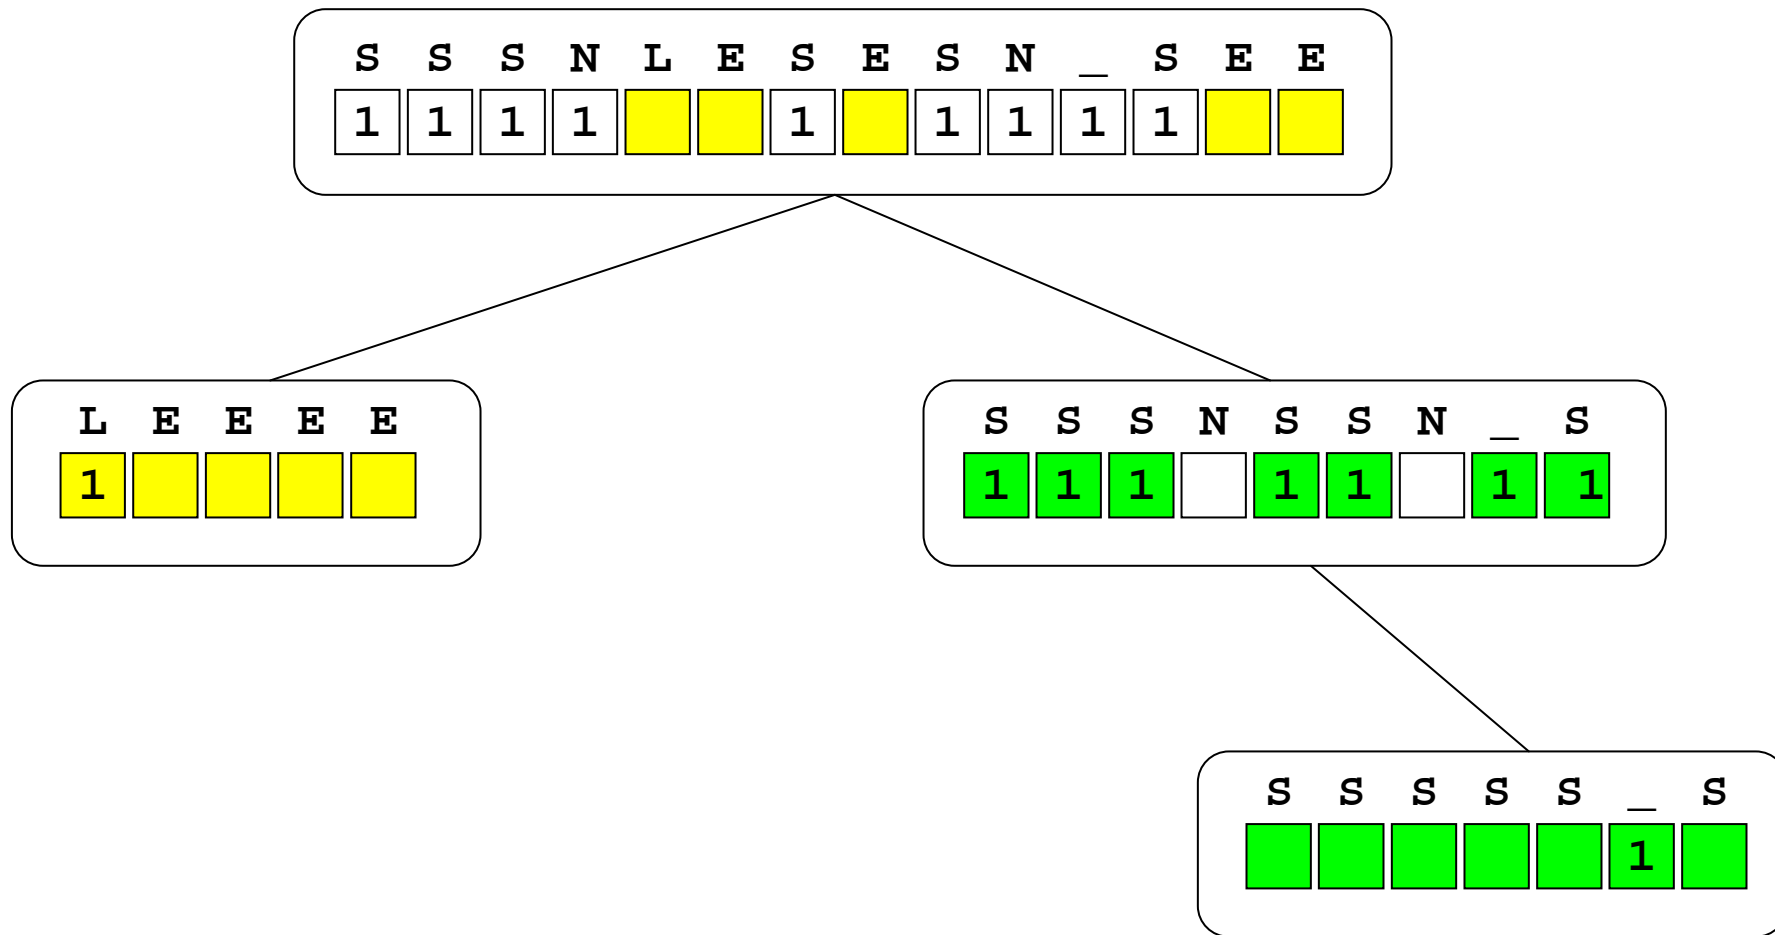 S S S N L E S E S N _ S E E
1 1 1 1 1 1 1 1 1
L E E E E
1
S S S N S S N _ S
1 1 1 1 1 1 1
S S S S S _ S
1